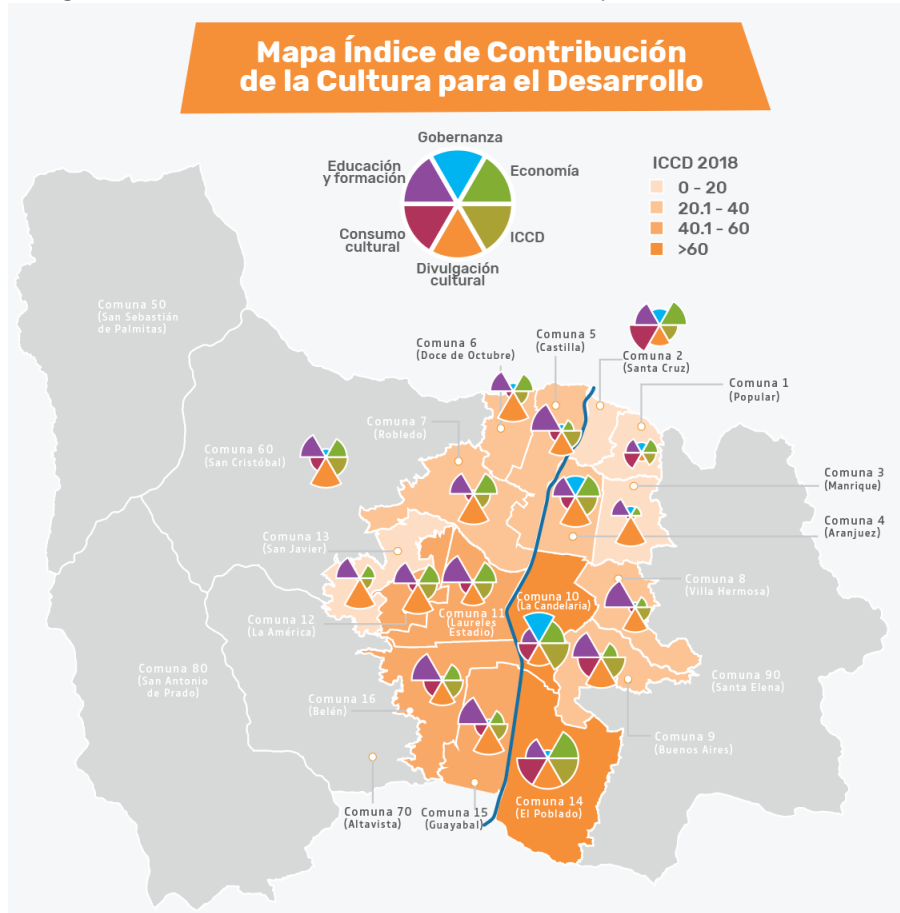 Mapa Índice de Contribución
de la Cultura para el Desarrollo
Gobernanza
Educación
y formación
Economía
Consumo
cultural
ICCD
Divulgación
cultural
ICCD 2018
0 - 20
20.1 - 40
40.1 - 60
>60
Comuna 50
(San Sebastián
de Palmitas)
Comuna 6
(Doce de Octubre)
Comuna 5
(Castilla)
Comuna 2
(Santa Cruz)
Comuna 1
(Popular)
Comuna 7
(Robledo)
Comuna 60
(San Cristóbal)
Comuna 3
(Manrique)
Comuna 4
(Aranjuez)
Comuna 13
(San Javier)
Comuna 8
(Villa Hermosa)
Comuna 10
(La Candelaria)
Comuna 11
(Laureles
Estadio)
Comuna 12
(La América)
Comuna 80
(San Antonio
de Prado)
Comuna 90
(Santa Elena)
Comuna 16
(Belén)
Comuna 9
(Buenos Aires)
Comuna 70
(Altavista)
Comuna 15
(Guayabal)
Comuna 14
(El Poblado)